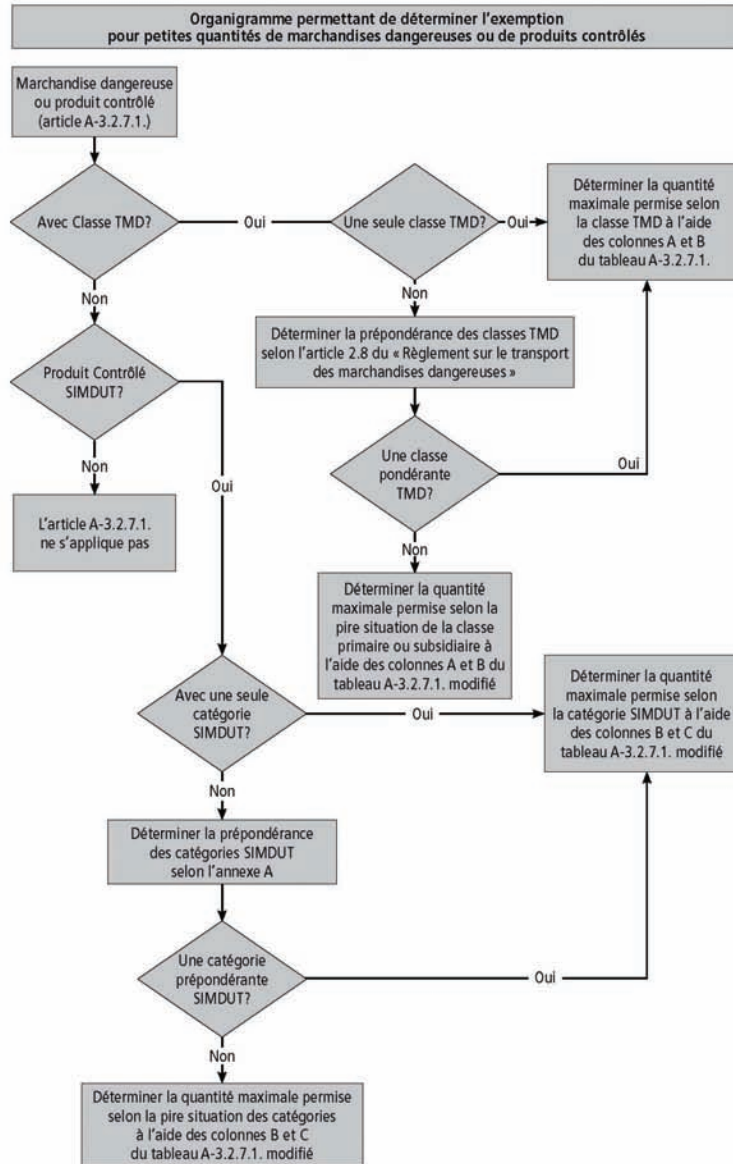 Organigramme permettant de déterminer l'exemption
pour petites quantités de marchandises dangereuses ou de produits contrôlés
Marchandise dangereuse
ou produit contrôlé
(article A-3.2.7.1.)
Avec Classe TMD?
Oui
Une seule classe TMD?
Oui
Déterminer la quantité
maximale permise selon
la classe TMD à l'aide
des colonnes A et B
du tableau A-3.2.7.1.
Non
Non
Produit Contrôlé
SIMDUT?
Déterminer la prépondérance des classes TMD
selon l'article 2.8 du « Règlement sur le transport
des marchandises dangereuses »
Une classe
pondérante
TMD?
Oui
Non
Oui
L'article A-3.2.7.1.
ne s'applique pas
Non
Déterminer la quantité
maximale permise selon la
pire situation de la classe
primaire ou subsidiaire à
l'aide des colonnes A et B du
tableau A-3.2.7.1. modifié
Avec une seule
catégorie
SIMDUT?
Oui
Déterminer la quantité
maximale permise selon
la catégorie SIMDUT à l'aide
des colonnes B et C du
tableau A-3.2.7.1. modifié
Non
Déterminer la prépondérance
des catégories SIMDUT
selon l'annexe A
Une catégorie
prépondérante
SIMDUT?
Oui
Non
Déterminer la quantité maximale permise
selon la pire situation des catégories
à l'aide des colonnes B et C
du tableau A-3.2.7.1. modifié